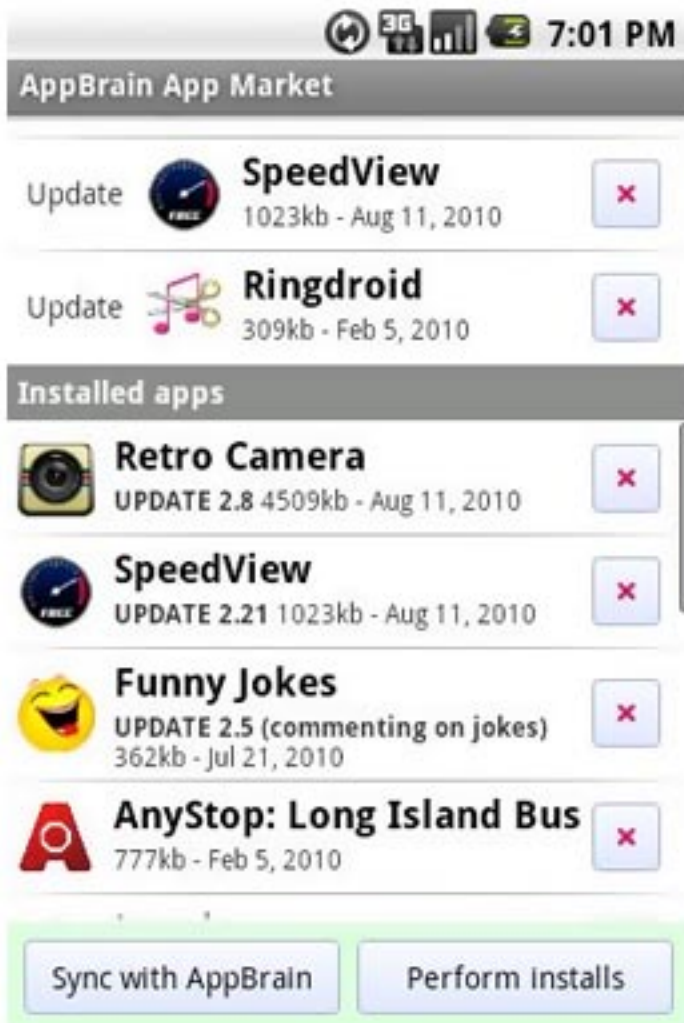 3G 7:01 PM
AppBrain App Market
Update
SpeedView
1023kb - Aug 11, 2010
Update
Ringdroid
309kb - Feb 5, 2010
Installed apps
Retro Camera
UPDATE 2.8 4509kb - Aug 11, 2010
FREE
SpeedView
UPDATE 2.21 1023kb - Aug 11, 2010
Funny Jokes
UPDATE 2.5 (commenting on jokes)
362kb - Jul 21, 2010
AnyStop: Long Island Bus
777kb - Feb 5, 2010
Sync with AppBrain
Perform installs